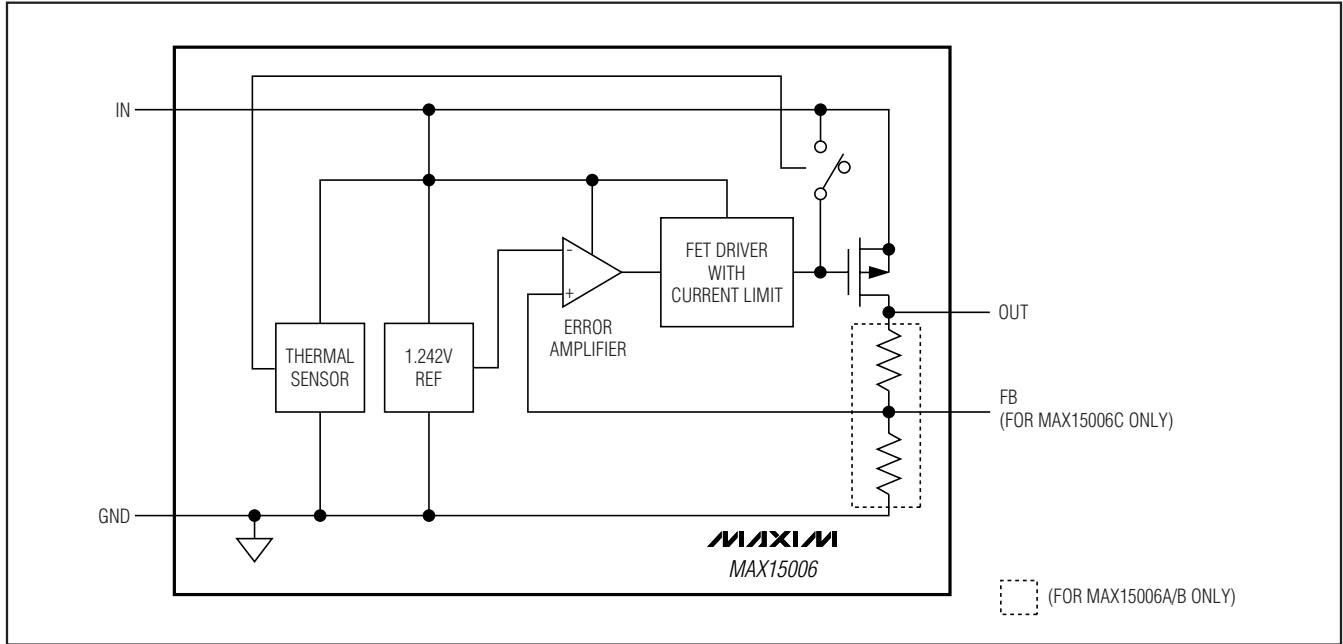 IN
FET DRIVER
WITH
CURRENT LIMIT
-
+
ERROR
AMPLIFIER
THERMAL
SENSOR
1.242V
REF
OUT
FB
(FOR MAX15006C ONLY)
GND
MAXIM
MAX15006
(FOR MAX15006A/B ONLY)